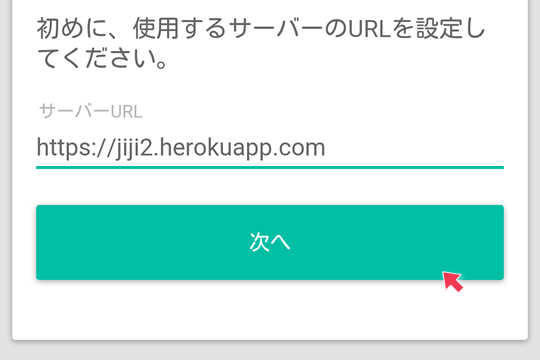 初めに、使用するサーバーのURLを設定し
てください。
サーバーURL
https://jiji2.herokuapp.com
次へ